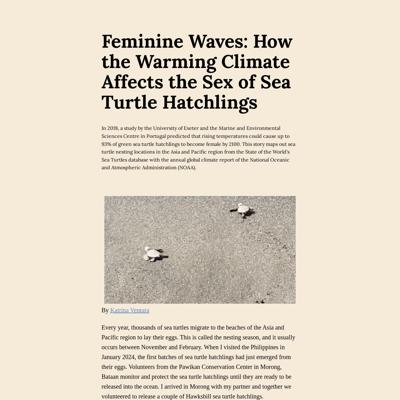 Feminine Waves: How
the Warming Climate
Affects the Sex of Sea
Turtle Hatchlings
In 2019, a study by the University of Exeter and the Marine and Environmental
Sciences Centre in Portugal predicted that rising temperatures could cause up to
93% of green sea turtle hatchlings to become female by 2100. This story maps out sea
turtle nesting locations in the Asia and Pacific region from the State of the World's
Sea Turtles database with the annual global climate report of the National Oceanic
and Atmospheric Administration (NOAA).
By Katrina Ventura
Every year, thousands of sea turtles migrate to the beaches of the Asia and
Pacific region to lay their eggs. This is called the nesting season, and it usually
occurs between November and February. When I visited the Philippines in
January 2024, the first batches of sea turtle hatchlings had just emerged from
their eggs. Volunteers from the Pawikan Conservation Center in Morong,
Bataan monitor and protect the sea turtle hatchlings until they are ready to be
released into the ocean. I arrived in Morong with my partner and together we
volunteered to release a couple of Hawksbill sea turtle hatchlings.